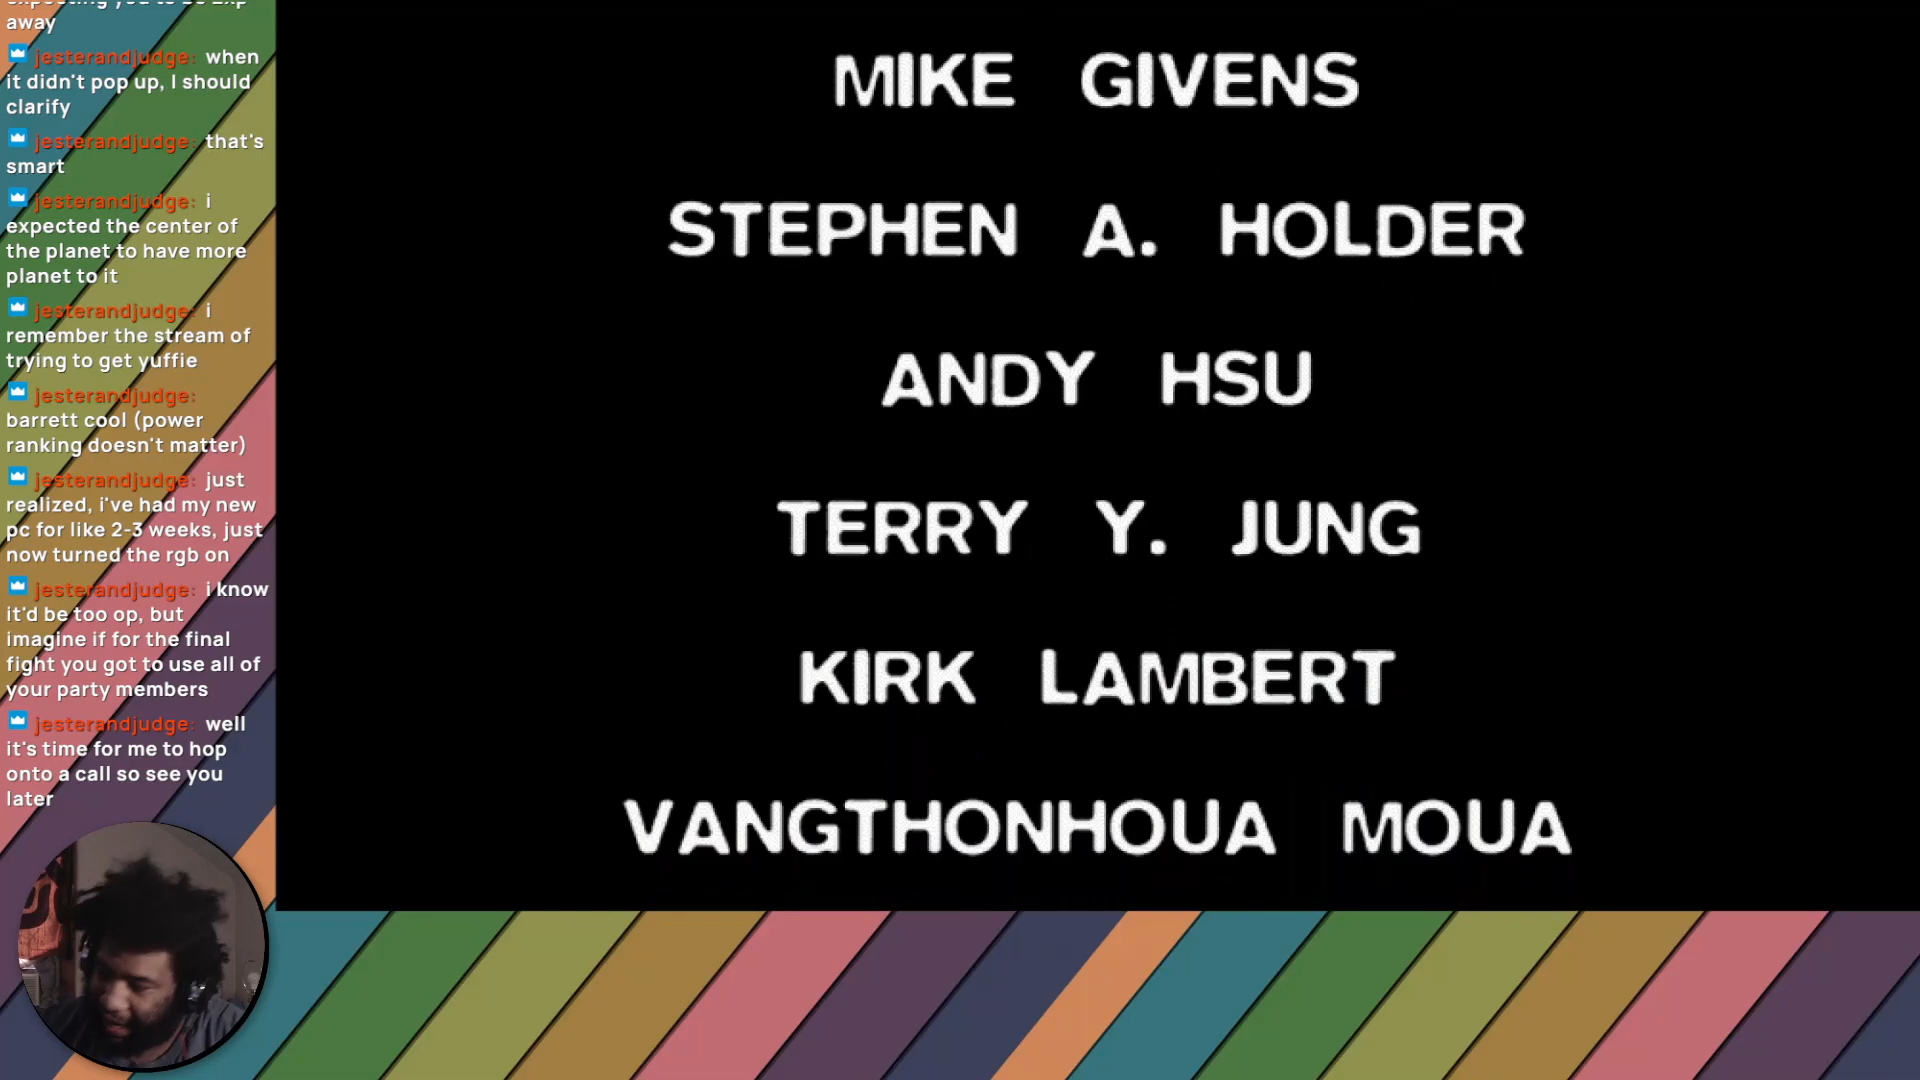 away
jesterandjudge: when
it didn't pop up, I should
clarify
jesterandjudge: that's
smart
jesterandjudge: i
expected the center of
the planet to have more
planet to it
jesterandjudge: i
remember the stream of
trying to get yuffie
jesterandjudge:
barrett cool (power
ranking doesn't matter)
jesterandjudge: just
realized, i've had my new
pc for like 2-3 weeks, just
now turned the rgb on
jesterandjudge: i know
it'd be too op, but
imagine if for the final
fight you got to use all of
your party members
jesterandjudge: well
it's time for me to hop
onto a call so see you
later
MIKE GIVENS
STEPHEN A. HOLDER
ANDY HSU
TERRY Y. JUNG
KIRK LAMBERT
VANGTHONHOUA MOUA